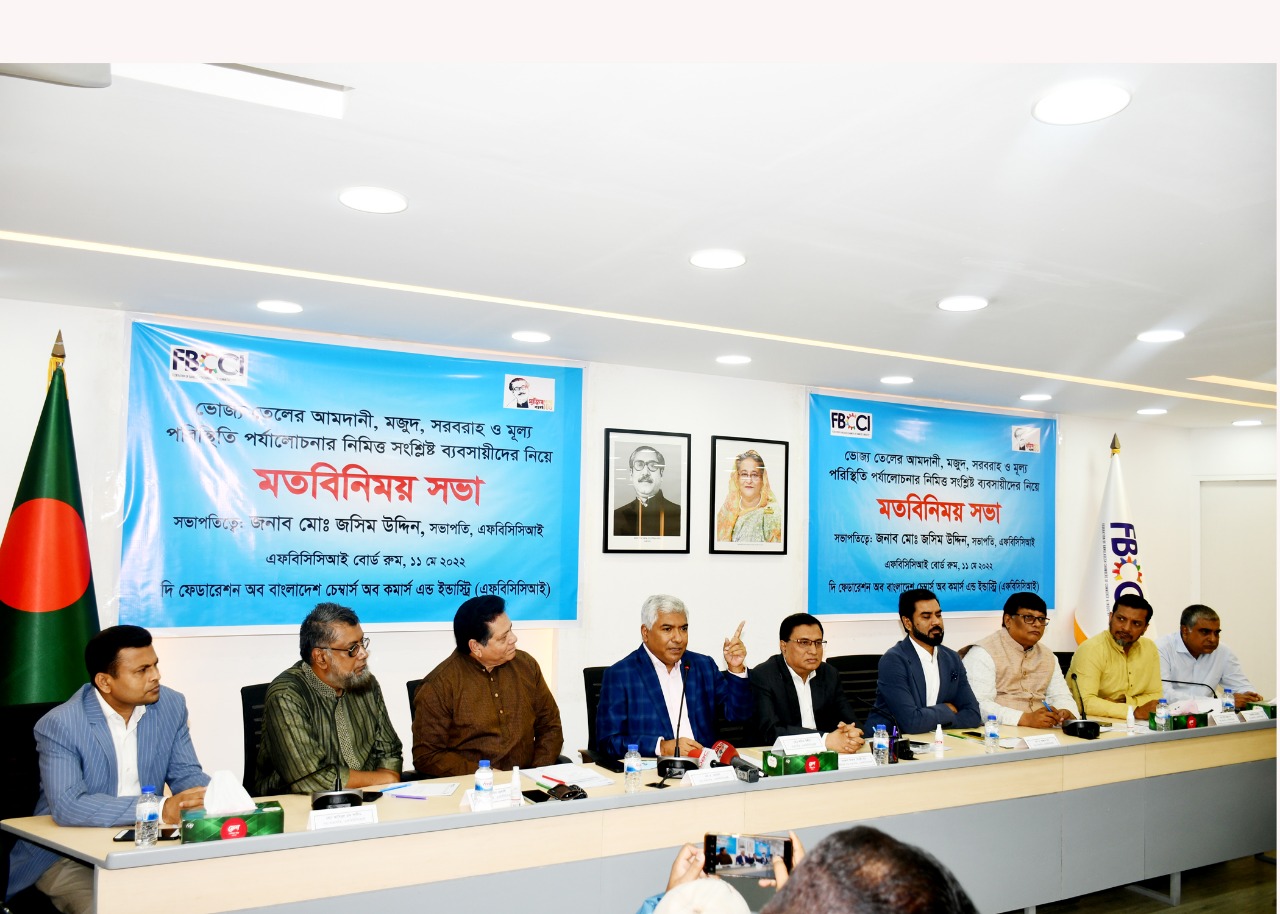 FBCCI
ভোজ্য তেলের আমদানী, মজুদ, সরবরাহ ও মূল্য
পরিস্থিতি পর্যালোচনার নিমিত্ত সংশ্লিষ্ট ব্যবসায়ীদের নিয়ে
মতবিনিময় সভা
সভাপতিত্বে: জনাব মোঃ জসিম উদ্দিন, সভাপতি, এফবিসিসিআই
এফবিসিসিআই বোর্ড রুম, ১১ মে ২০২২
দি ফেডারেশন অব বাংলাদেশ চেম্বার্স অব কমার্স এন্ড ইন্ডাস্ট্রি (এফবিসিসিআই)
FBCCI
ভোজ্য তেলের আমদানী, মজুদ, সরবরাহ ও মূল্য
পরিস্থিতি পর্যালোচনার নিমিত্ত সংশ্লিষ্ট ব্যবসায়ীদের নিয়ে
মতবিনিময় সভা
সভাপতিত্বে: জনাব মোঃ জসিম উদ্দিন, সভাপতি, এফবিসিসিআই
এফবিসিসিআই বোর্ড রুম, ১১ মে ২০২২
দি ফেডারেশন অব বাংলাদেশ চেম্বার্স অব কমার্স এন্ড ইন্ডাস্ট্রি (এফবিসিসিআই)
FBCC